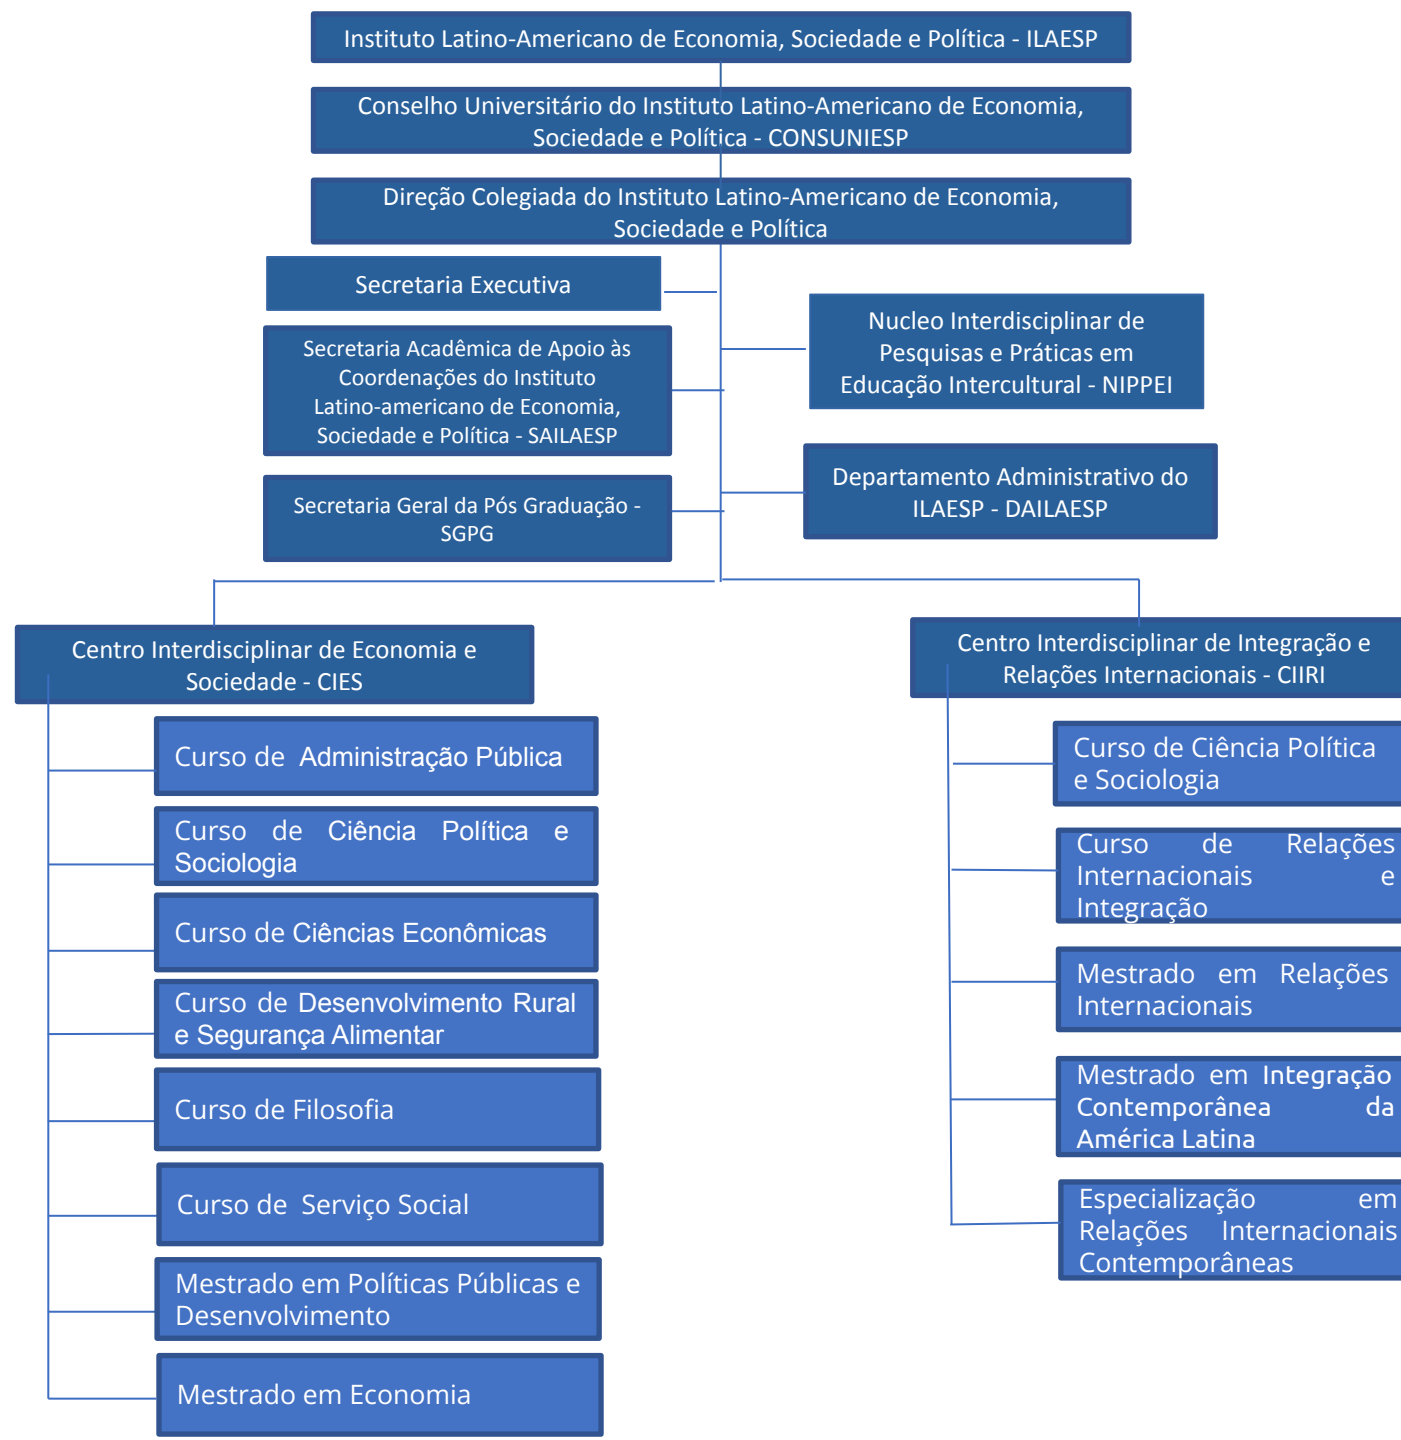 Instituto Latino-Americano de Economia, Sociedade e Política - ILAESP
Conselho Universitário do Instituto Latino-Americano de Economia,
Sociedade e Política - CONSUNIESP
Direção Colegiada do Instituto Latino-Americano de Economia,
Sociedade e Política
Secretaria Executiva
Nucleo Interdisciplinar de
Pesquisas e Práticas em
Educação Intercultural - NIPPEI
Secretaria Acadêmica de Apoio às
Coordenações do Instituto
Latino-americano de Economia,
Sociedade e Política - SAILAESP
Departamento Administrativo do
ILAESP - DAILAESP
Secretaria Geral da Pós Graduação -
SGPG
Centro Interdisciplinar de Economia e
Sociedade - CIES
Curso de Administração Pública
Curso de Ciência Política e
Sociologia
Curso de Ciências Econômicas
Curso de Desenvolvimento Rural
e Segurança Alimentar
Curso de Filosofia
Curso de Serviço Social
Mestrado em Políticas Públicas e
Desenvolvimento
Mestrado em Economia
Centro Interdisciplinar de Integração e
Relações Internacionais - CIIRI
Curso de Ciência Política
e Sociologia
Curso de Relações
Internacionais e
Integração
Mestrado em Relações
Internacionais
Mestrado em Integração
Contemporânea da
América Latina
Especialização em
Relações Internacionais
Contemporâneas